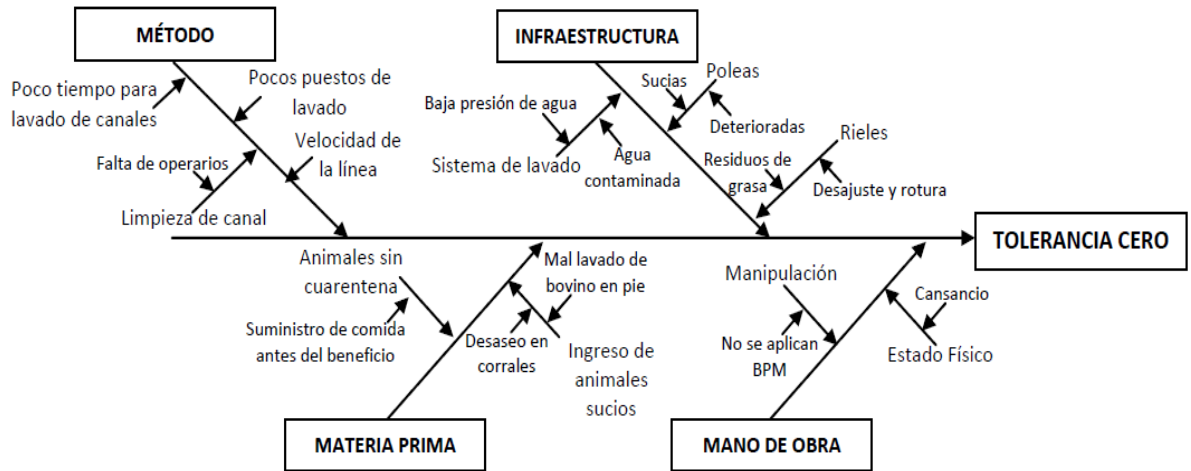 MÉTODO
INFRAESTRUCTURA
Poco tiempo para
lavado de canales
Pocos puestos de
lavado
Falta de operarios
Velocidad de
la línea
Limpieza de canal
Baja presión de agua
Sistema de lavado
Agua
contaminada
Sucias
Poleas
Deterioradas
Residuos de
grasa
Rieles
Desajuste y rotura
TOLERANCIA CERO
Animales sin
cuarentena
Suministro de comida
antes del beneficio
Mal lavado de
bovino en pie
Desaseo en
corrales
Ingreso de
animales
sucios
Manipulación
No se aplican
BPM
Cansancio
Estado Físico
MATERIA PRIMA
MANO DE OBRA